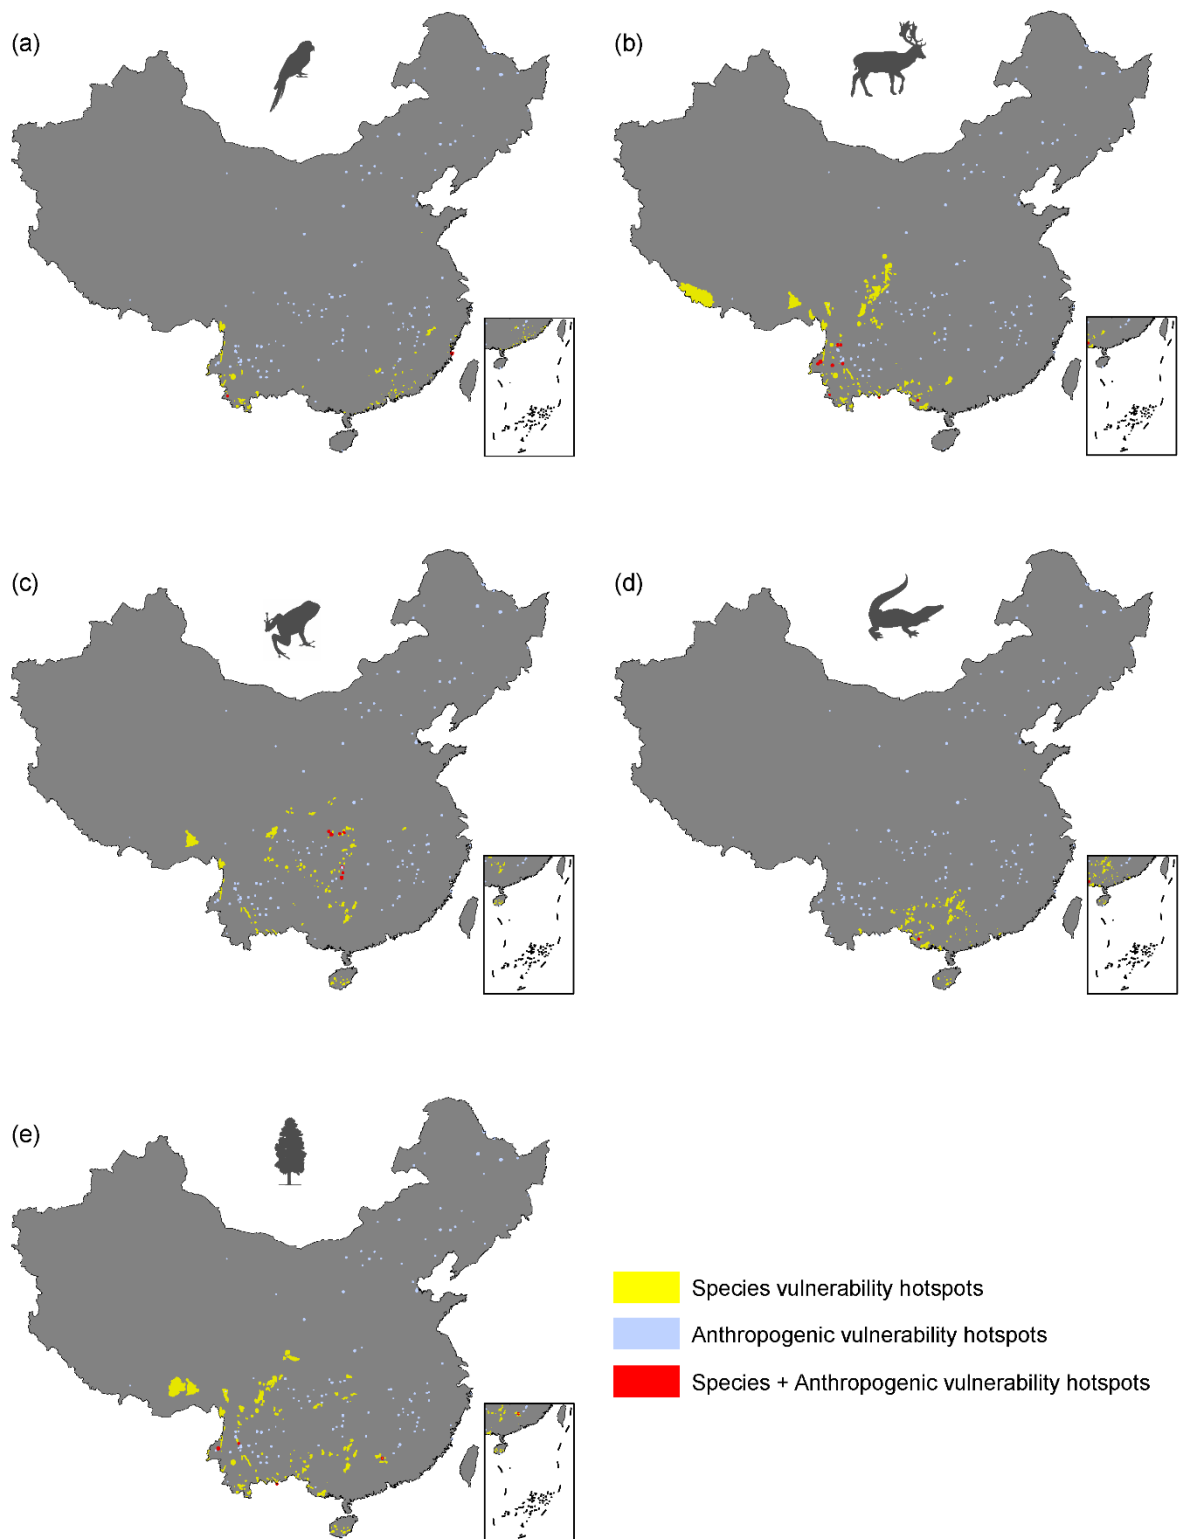 (a)
(b)
(c)
(d)
(e)
Species vulnerability hotspots
Anthropogenic vulnerability hotspots
Species + Anthropogenic vulnerability hotspots